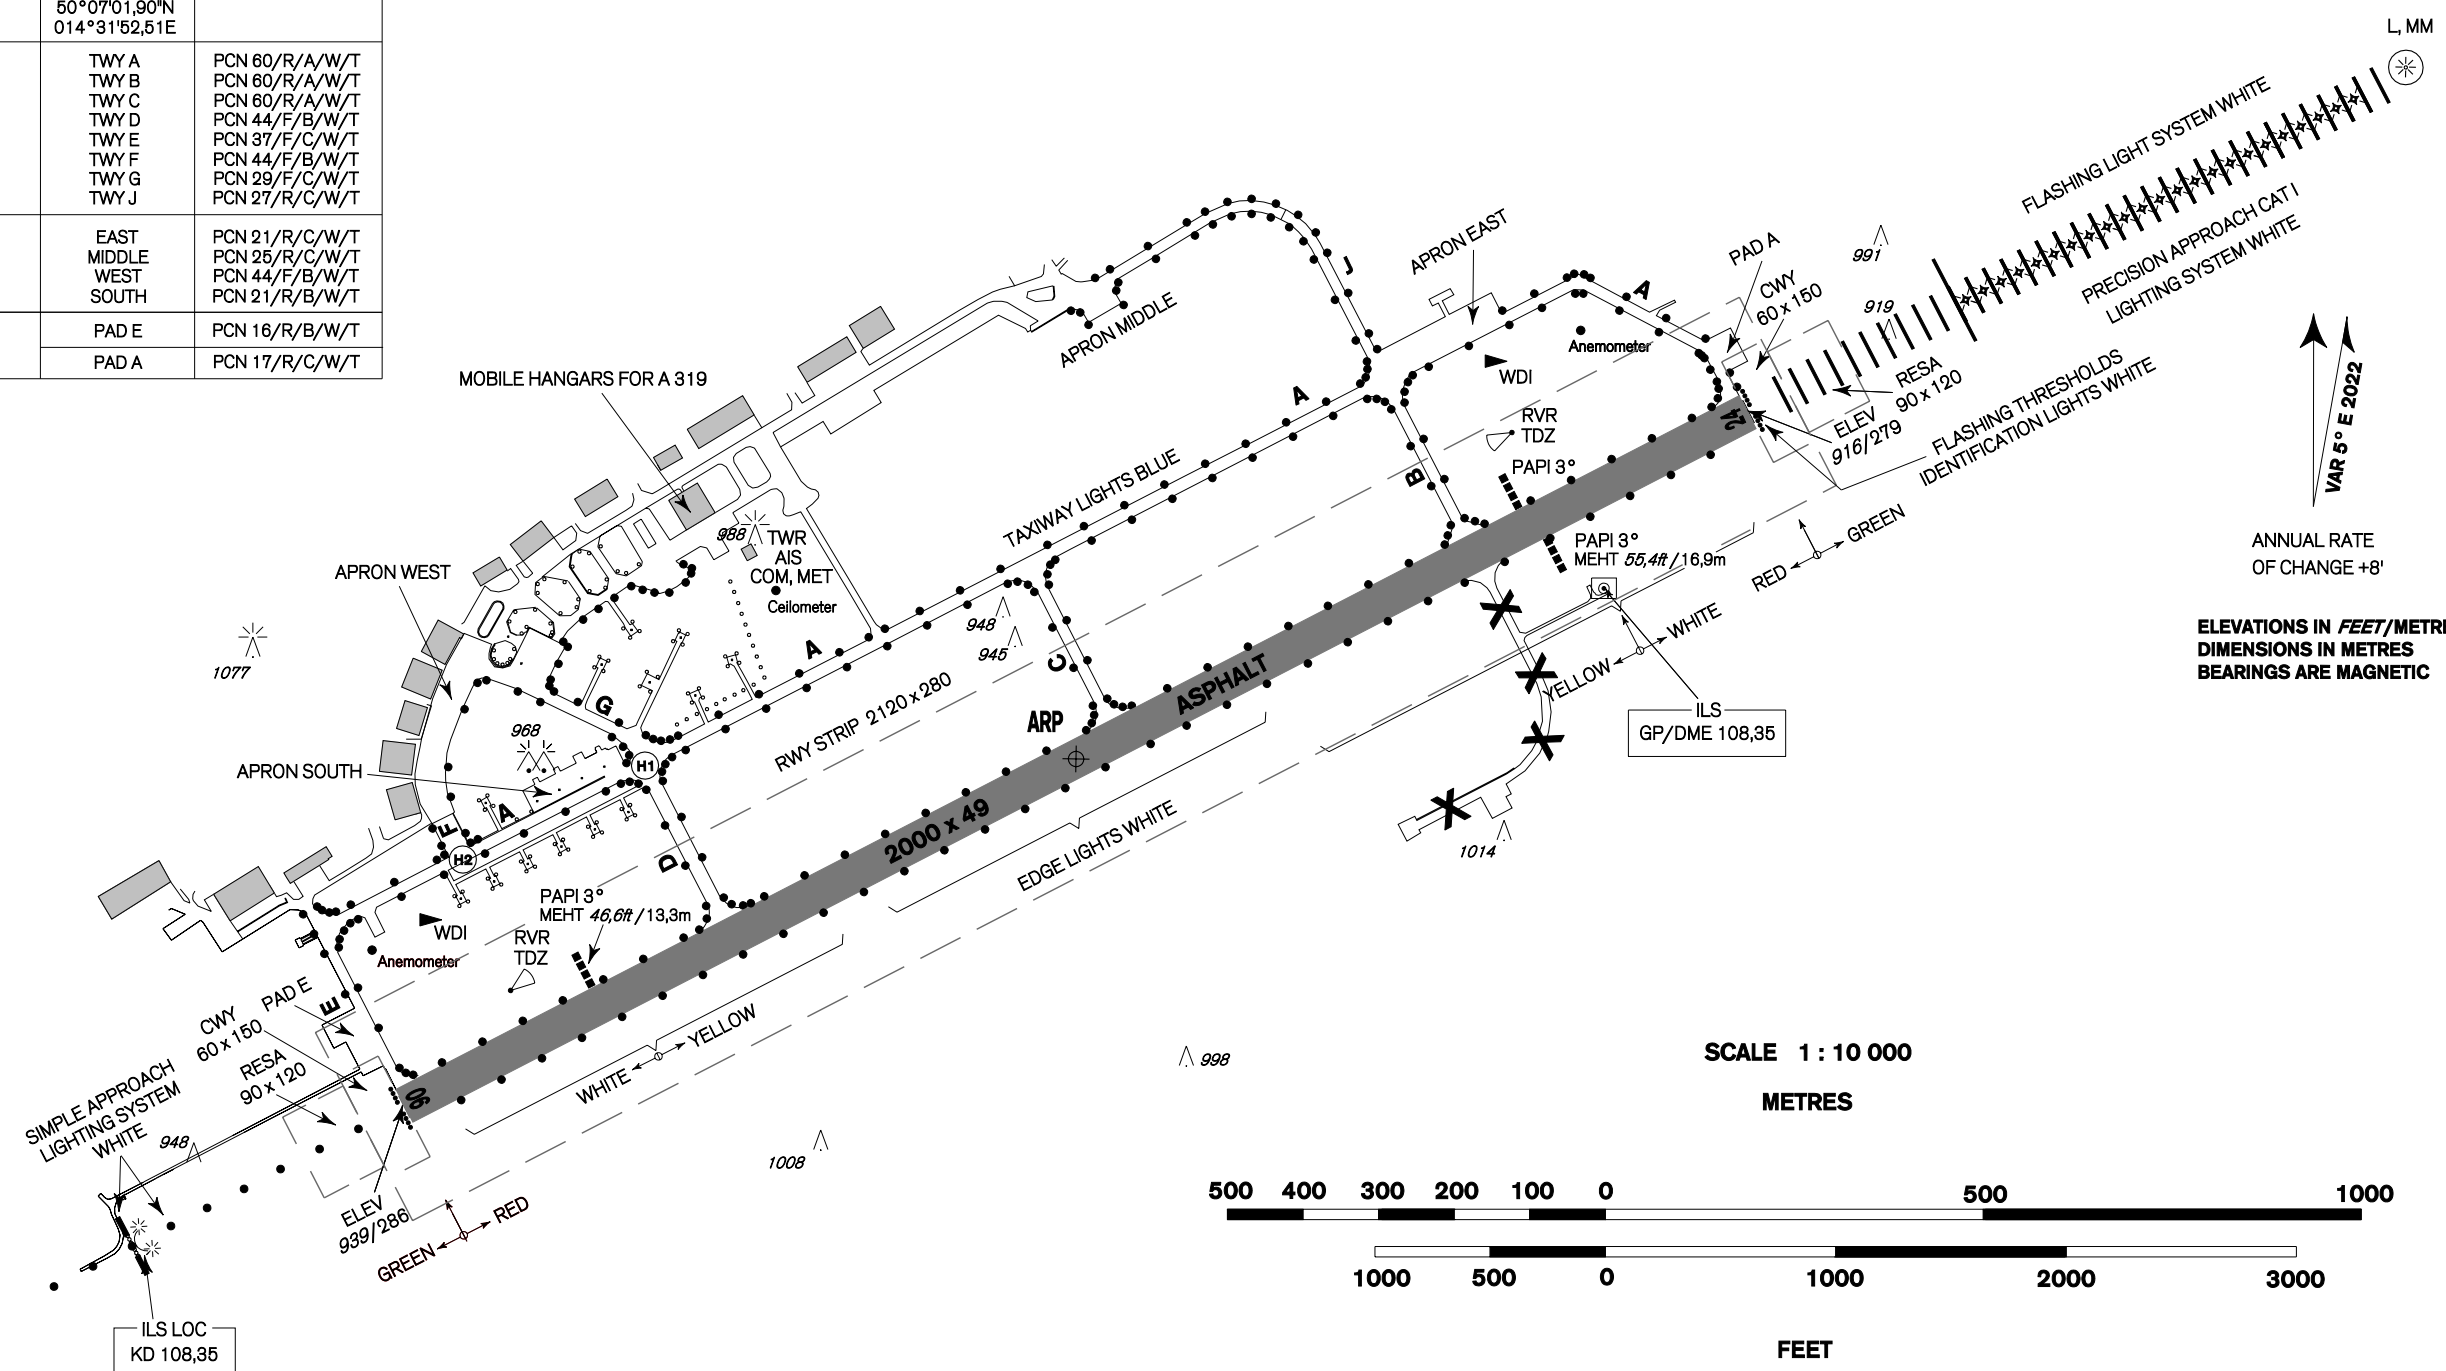 50°07'01,90"N
014°31'52,51E
TWY A PCN 60/R/A/W/T
TWY B PCN 60/R/A/W/T
TWY C PCN 60/R/A/W/T
TWY D PCN 44/F/B/W/T
TWY E PCN 37/F/C/W/T
TWY F PCN 44/F/B/W/T
TWY G PCN 29/F/C/W/T
TWY J PCN 27/R/C/W/T
EAST PCN 21/R/C/W/T
MIDDLE PCN 25/R/C/W/T
WEST PCN 44/F/B/W/T
SOUTH PCN 21/R/B/W/T
PAD E PCN 16/R/B/W/T
PAD A PCN 17/R/C/W/T
L, MM
FLASHING LIGHT SYSTEM WHITE
PRECISION APPROACH CAT I
LIGHTING SYSTEM WHITE
991
919
PAD A
CWY
60 x 150
RESA
90 x 120
FLASHING THRESHOLDS
IDENTIFICATION LIGHTS WHITE
ELEV
916/279
24
APRON EAST
J
A
APRON MIDDLE
Anemometer
WDI
RVR
TDZ
PAPI 3°
B
PAPI 3°
MEHT 55,4ft / 16,9m
RED
GREEN
WHITE
YELLOW
ILS
GP/DME 108,35
1014
VAR 5° E 2022
ANNUAL RATE
OF CHANGE +8'
ELEVATIONS IN FEET/METRE
DIMENSIONS IN METRES
BEARINGS ARE MAGNETIC
MOBILE HANGARS FOR A 319
A
TAXIWAY LIGHTS BLUE
988
TWR
AIS
COM, MET
Ceilometer
APRON WEST
1077
948
945
C
A
G
968
APRON SOUTH
H1
H2
A
F
D
ARP
RWY STRIP 2120 x 280
ASPHALT
2000 x 49
EDGE LIGHTS WHITE
WDI
Anemometer
RVR
TDZ
PAPI 3°
MEHT 46,6ft / 13,3m
E
PAD E
CWY
60 x 150
RESA
90 x 120
SIMPLE APPROACH
LIGHTING SYSTEM
WHITE
948
06
WHITE
YELLOW
ELEV
939/286
GREEN
RED
ILS LOC
KD 108,35
998
1008
SCALE 1 : 10 000
METRES
500 400 300 200 100 0 500 1000
1000 500 0 1000 2000 3000
FEET